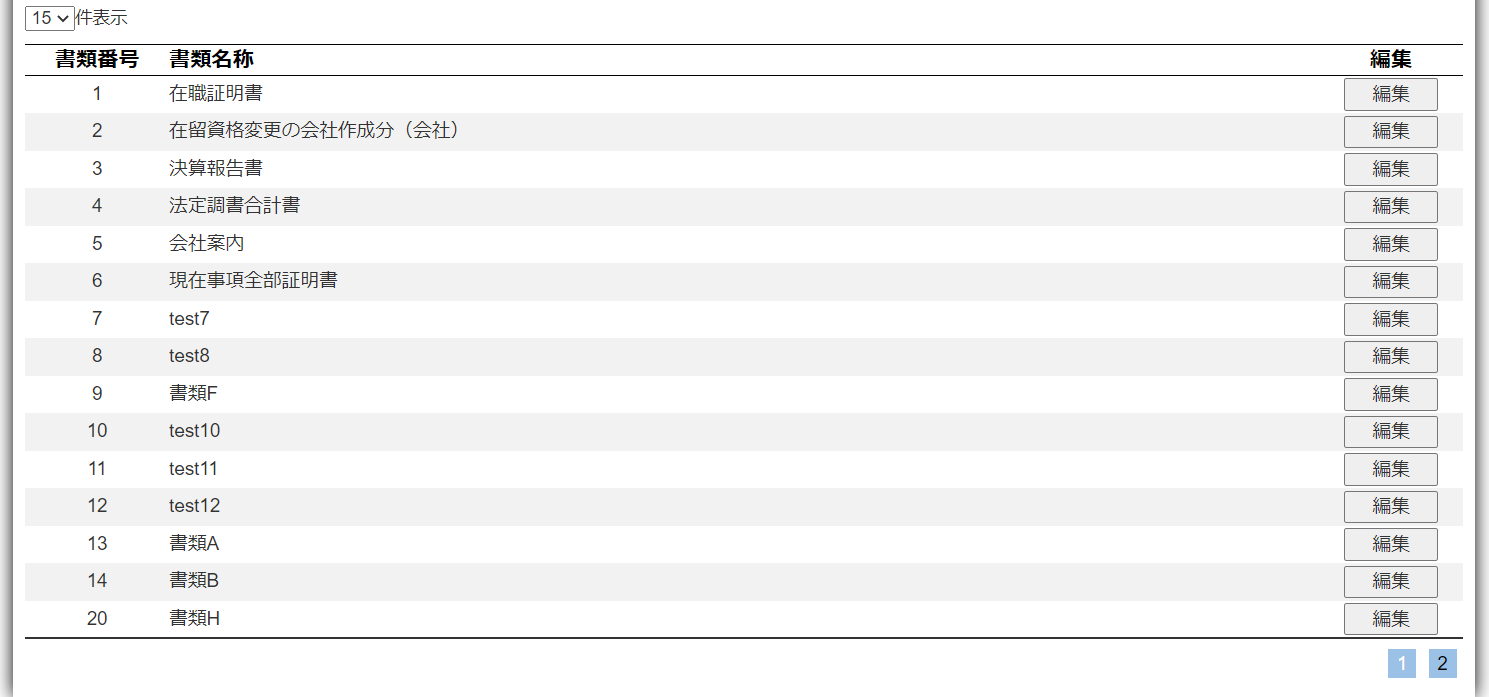 15 件表示
書類番号 書類名称 編集
1 在職証明書 編集
2 在留資格変更の会社作成分（会社） 編集
3 決算報告書 編集
4 法定調書合計書 編集
5 会社案内 編集
6 現在事項全部証明書 編集
7 test7 編集
8 test8 編集
9 書類F 編集
10 test10 編集
11 test11 編集
12 test12 編集
13 書類A 編集
14 書類B 編集
20 書類H 編集
1 2